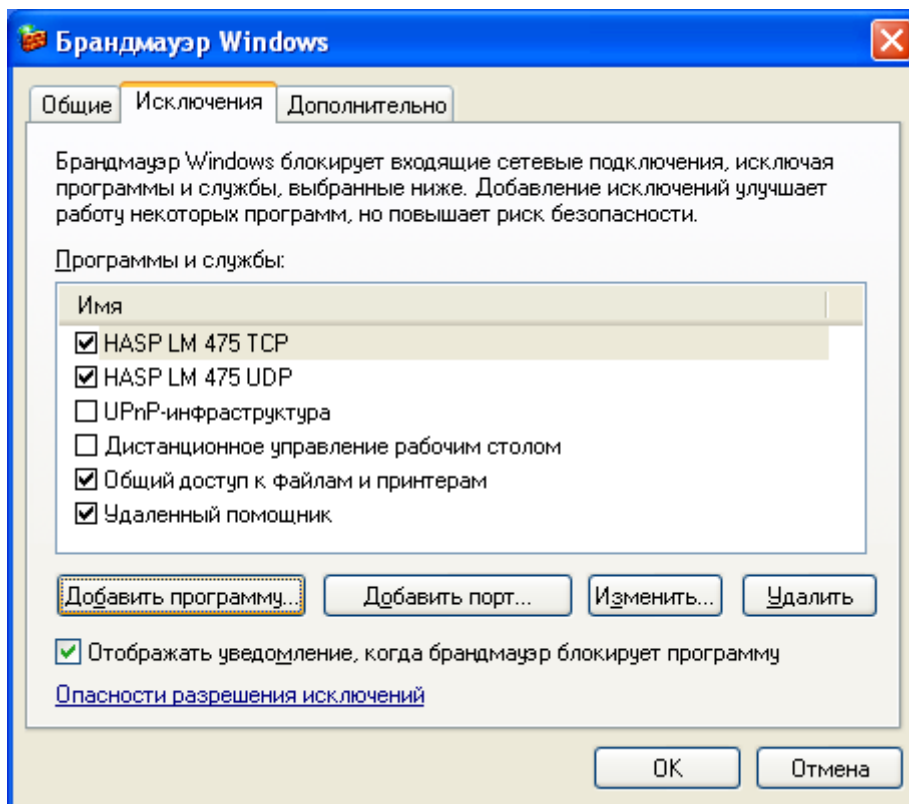 Брандмауэр Windows
Общие
Исключения
Дополнительно
Брандмауэр Windows блокирует входящие сетевые подключения, исключая
программы и службы, выбранные ниже. Добавление исключений улучшает
работу некоторых программ, но повышает риск безопасности.
Программы и службы:
Имя
HASP LM 475 TCP
HASP LM 475 UDP
UPnP-инфраструктура
Дистанционное управление рабочим столом
Общий доступ к файлам и принтерам
Удаленный помощник
Добавить программу... Добавить порт... Изменить... Удалить
Отображать уведомление, когда брандмауэр блокирует программу
Опасности разрешения исключений
OK Отмена